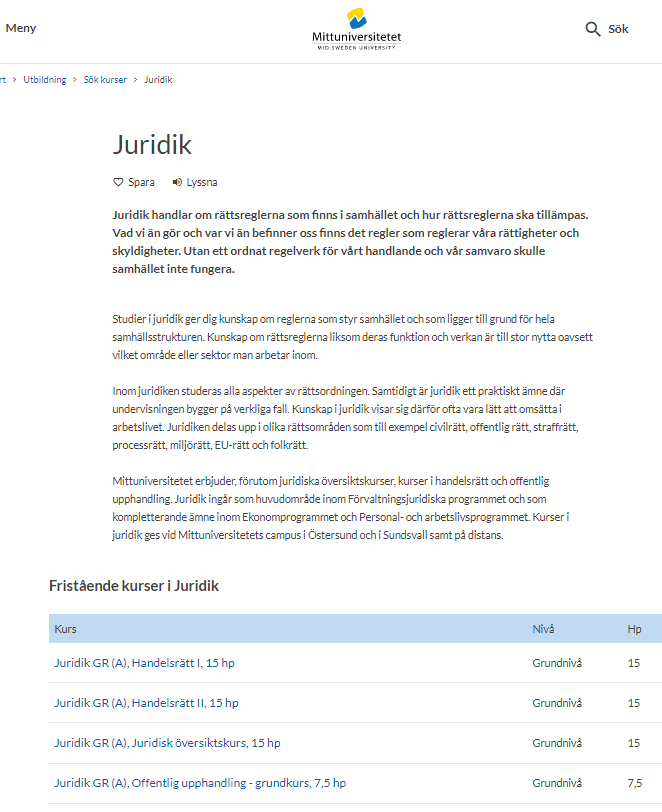 Meny
Mittuniversitetet
MID SWEDEN UNIVERSITY
Sök
rt > Utbildning > Sök kurser > Juridik
Juridik
Spara Lyssna
Juridik handlar om rättsreglerna som finns i samhället och hur rättsreglerna ska tillämpas.
Vad vi än gör och var vi än befinner oss finns det regler som reglerar våra rättigheter och
skyldigheter. Utan ett ordnat regelverk för vårt handlande och vår samvaro skulle
samhället inte fungera.
Studier i juridik ger dig kunskap om reglerna som styr samhället och som ligger till grund för hela
samhällsstrukturen. Kunskap om rättsreglerna liksom deras funktion och verkan är till stor nytta oavsett
vilket område eller sektor man arbetar inom.
Inom juridiken studeras alla aspekter av rättsordningen. Samtidigt är juridik ett praktiskt ämne där
undervisningen bygger på verkliga fall. Kunskap i juridik visar sig därför ofta vara lätt att omsätta i
arbetslivet. Juridiken delas upp i olika rättsområden som till exempel civilrätt, offentlig rätt, straffrätt,
processrätt, miljörätt, EU-rätt och folkrätt.
Mittuniversitetet erbjuder, förutom juridiska översiktskurser, kurser i handelsrätt och offentlig
upphandling. Juridik ingår som huvudområde inom Förvaltningsjuridiska programmet och som
kompletterande ämne inom Ekonomprogrammet och Personal- och arbetslivsprogrammet. Kurser i
juridik ges vid Mittuniversitetets campus i Östersund och i Sundsvall samt på distans.
Fristående kurser i Juridik
Kurs Nivå Hp
Juridik GR (A), Handelsrätt I, 15 hp Grundnivå 15
Juridik GR (A), Handelsrätt II, 15 hp Grundnivå 15
Juridik GR (A), Juridisk översiktskurs, 15 hp Grundnivå 15
Juridik GR (A), Offentlig upphandling - grundkurs, 7,5 hp Grundnivå 7,5